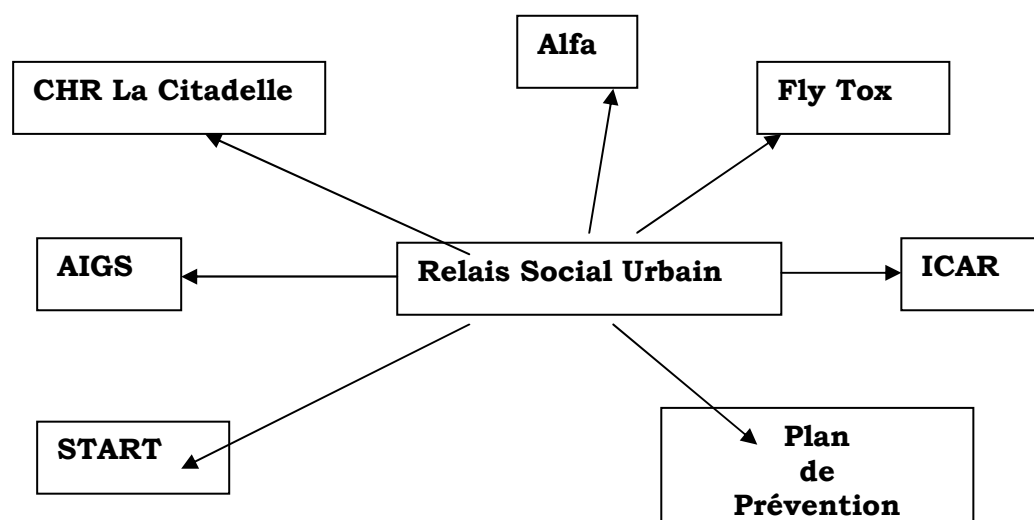 Alfa
CHR La Citadelle
Fly Tox
AIGS
Relais Social Urbain
ICAR
START
Plan
de
Prévention